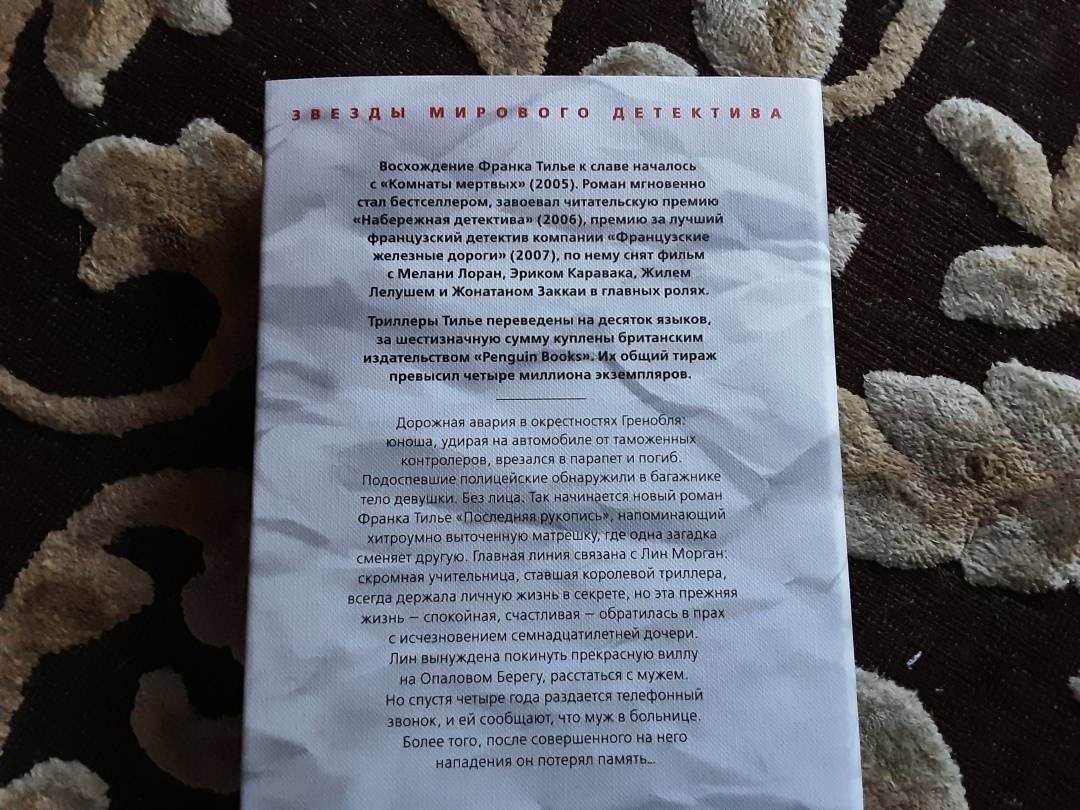 ЗВЕЗДЫ МИРОВОГО ДЕТЕКТИВА
Восхождение Франка Тилье к славе началось
с «Комнаты мертвых» (2005). Роман мгновенно
стал бестселлером, завоевал читательскую премию
«Набережная детектива» (2006), премию за лучший
французский детектив компании «Французские
железные дороги» (2007), по нему снят фильм
с Мелани Лоран, Эриком Каравака, Жилем
Лелушем и Жонатаном Заккаи в главных ролях.
Триллеры Тилье переведены на десяток языков,
за шестизначную сумму куплены британским
издательством «Penguin Books». Их общий тираж
превысил четыре миллиона экземпляров.
Дорожная авария в окрестностях Гренобля:
юноша, удирая на автомобиле от таможенных
контролеров, врезался в парапет и погиб.
Подоспевшие полицейские обнаружили в багажнике
тело девушки. Без лица. Так начинается новый роман
Франка Тилье «Последняя рукопись», напоминающий
хитроумно выточенную матрешку, где одна загадка
сменяет другую. Главная линия связана с Лин Морган:
скромная учительница, ставшая королевой триллера,
всегда держала личную жизнь в секрете, но эта прежняя
жизнь — спокойная, счастливая — обратилась в прах
с исчезновением семнадцатилетней дочери.
Лин вынуждена покинуть прекрасную виллу
на Опаловом Берегу, расстаться с мужем.
Но спустя четыре года раздается телефонный
звонок, и ей сообщают, что муж в больнице.
Более того, после совершенного на него
нападения он потерял память...